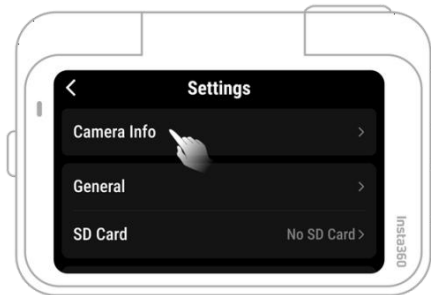 Settings
Camera Info
General
SD Card No SD Card
Insta360